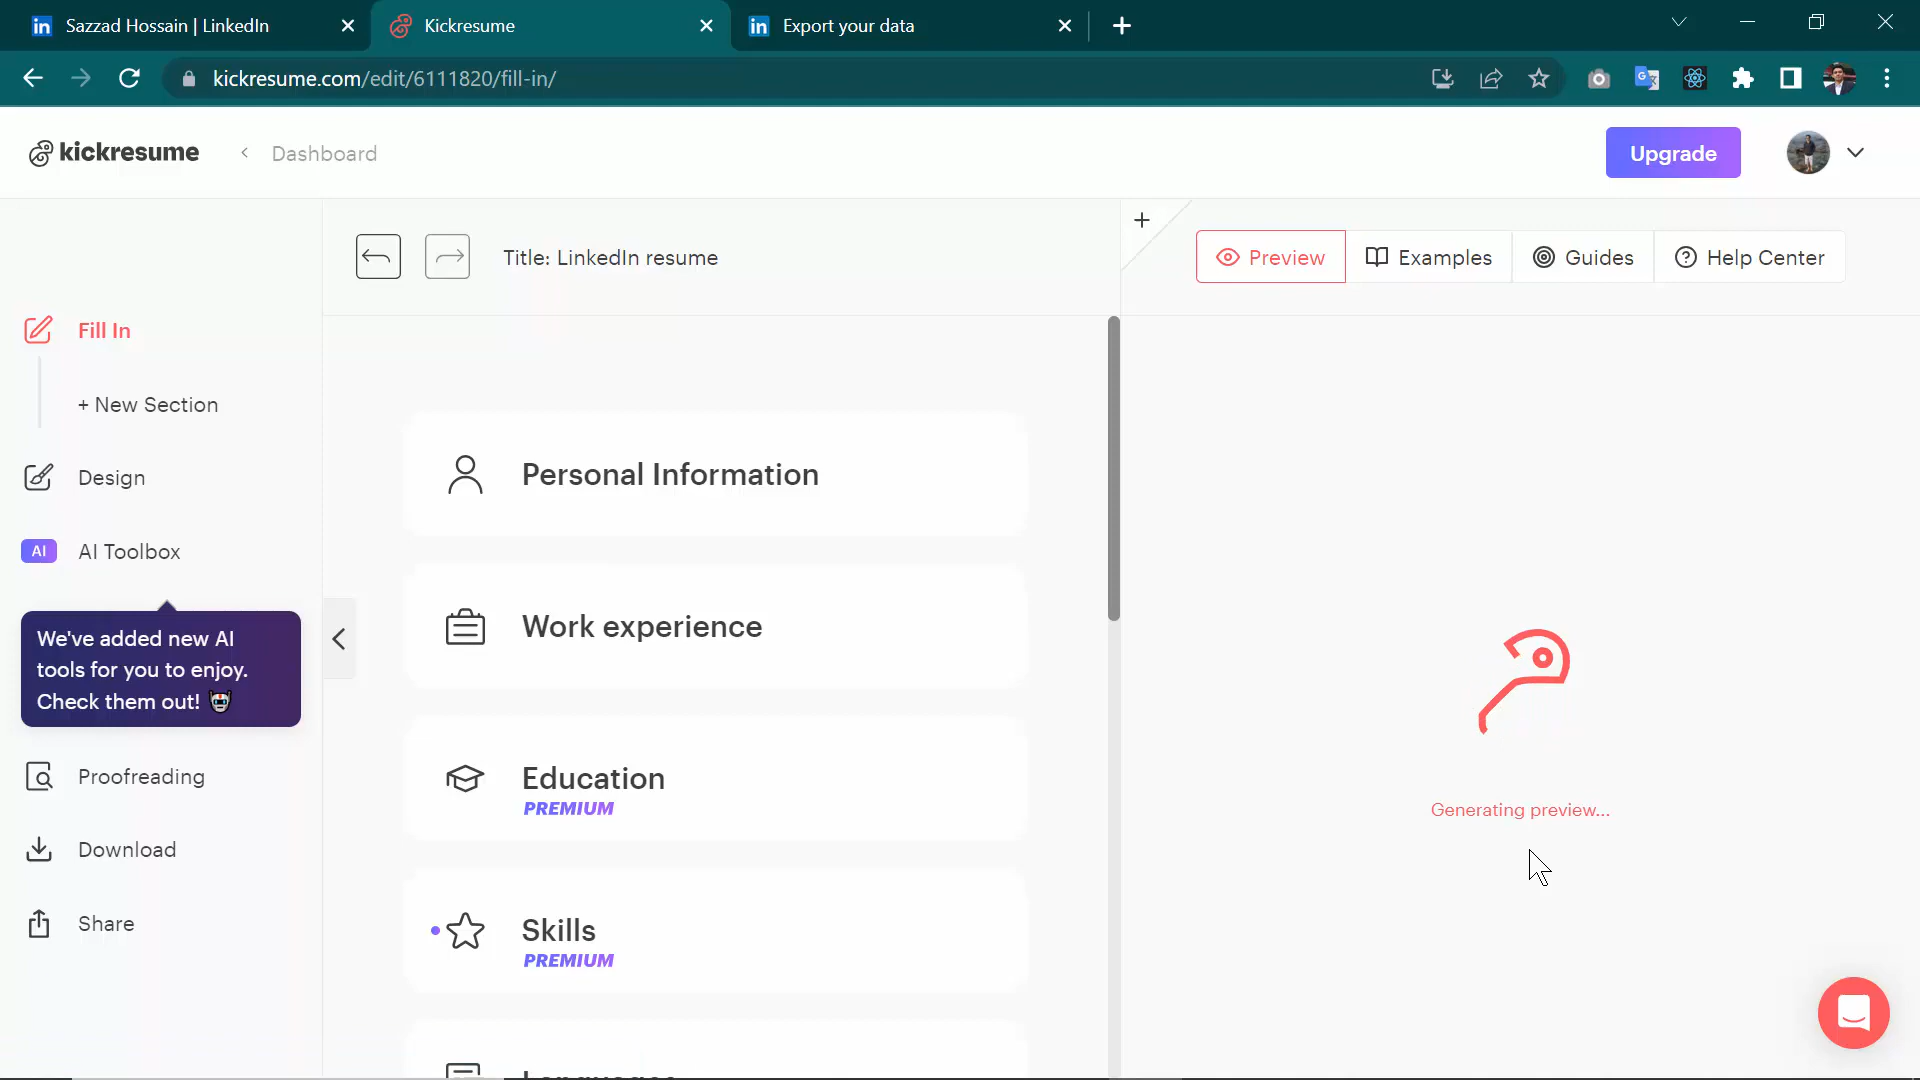 Sazzad Hossain | LinkedIn
Kickresume
Export your data
kickresume.com/edit/6111820/fill-in/
kickresume
Dashboard
Upgrade
Title: LinkedIn resume
Preview
Examples
Guides
Help Center
Fill In
+ New Section
Design
AI
AI Toolbox
We've added new AI
tools for you to enjoy.
Check them out!
Proofreading
Download
Share
Personal Information
Work experience
Education
PREMIUM
Skills
PREMIUM
Languages
Generating preview...